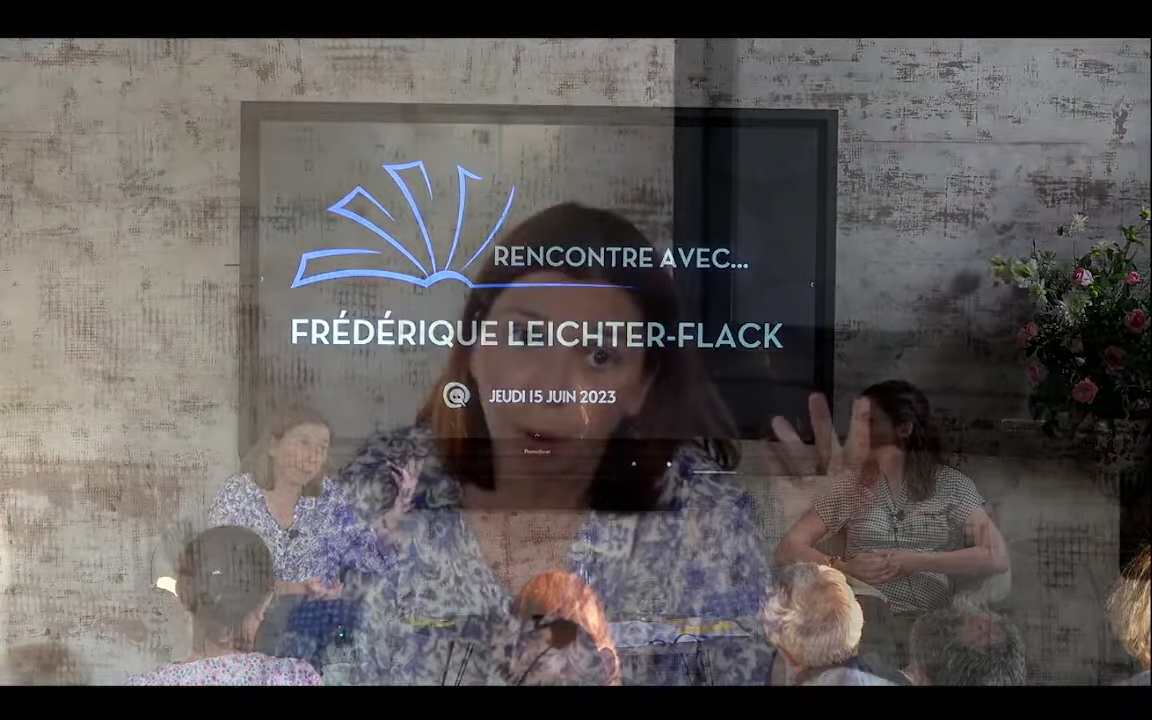 RENCONTRE AVEC...
FRÉDÉRIQUE LEICHTER-FLACK
JEUDI 15 JUIN 2023